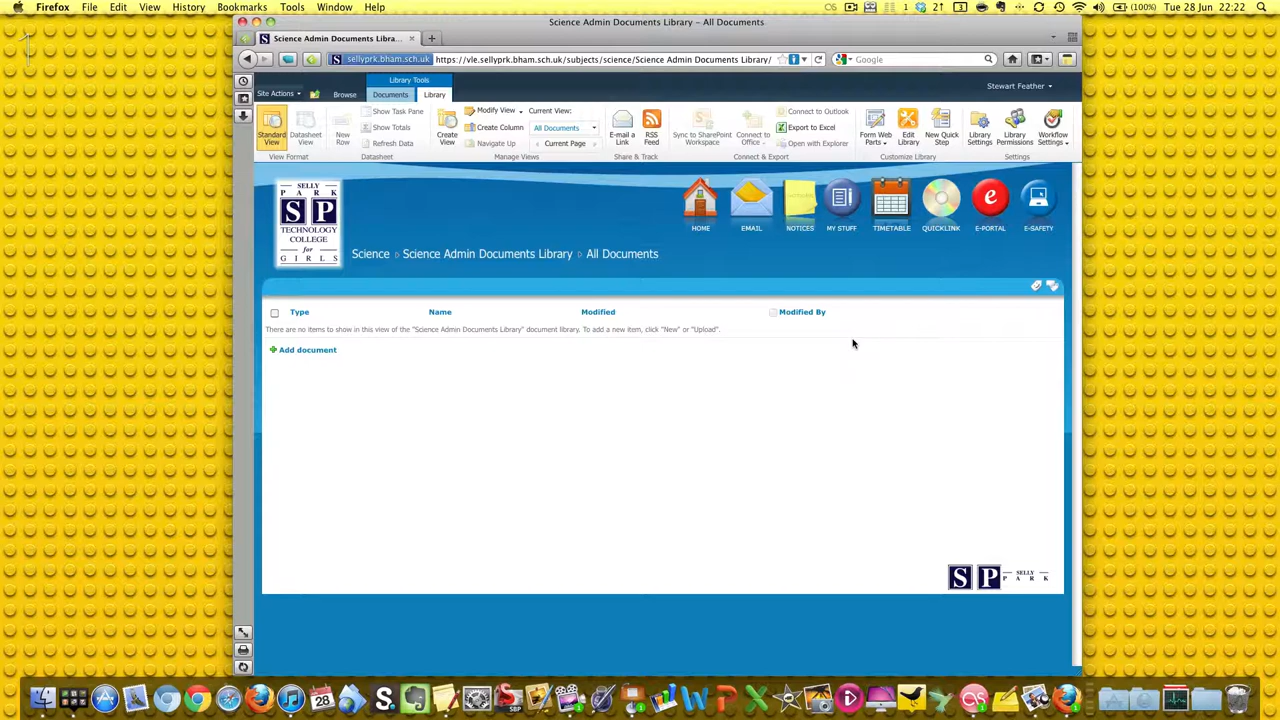 Firefox File Edit View History Bookmarks Tools Window Help
(100%) Tue 28 Jun 22:22
Science Admin Documents Library – All Documents
Science Admin Documents Libra...
sellyprk.bham.sch.uk https://vle.sellyprk.bham.sch.uk/subjects/science/Science Admin Documents Library/
Google
Library Tools
Site Actions Browse Documents Library
Stewart Feather
Standard View
Datasheet View
View Format
New Row
Show Task Pane
Show Totals
Refresh Data
Datasheet
Create View
Modify View
Create Column
Navigate Up
Current View:
All Documents
Current Page
Manage Views
E-mail a Link
RSS Feed
Share & Track
Sync to SharePoint Workspace
Connect to Office
Connect to Outlook
Export to Excel
Open with Explorer
Connect & Export
Form Web Parts
Edit Library
New Quick Step
Customize Library
Library Settings
Library Permissions
Workflow Settings
Settings
SELLY
PARK
SP
TECHNOLOGY
COLLEGE
for
GIRLS
HOME EMAIL NOTICES MY STUFF TIMETABLE QUICKLINK E-PORTAL E-SAFETY
Science Science Admin Documents Library All Documents
Type Name Modified Modified By
There are no items to show in this view of the "Science Admin Documents Library" document library. To add a new item, click "New" or "Upload".
Add document
SP SELLY
PARK